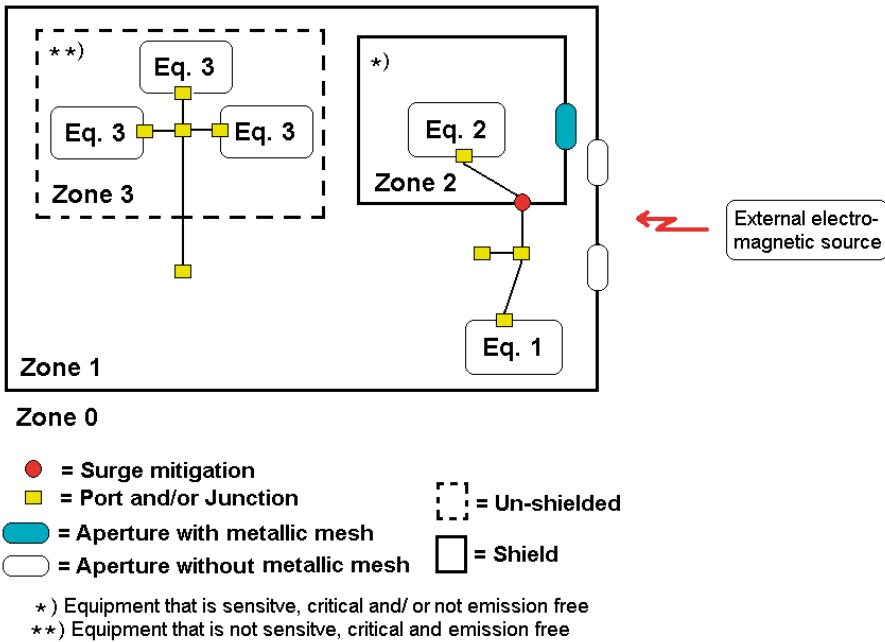 **)
Eq. 3
Eq. 3
Eq. 3
Zone 3
*)
Eq. 2
Zone 2
External electro-
magnetic source
Eq. 1
Zone 1
Zone 0
= Surge mitigation
= Port and/or Junction
= Aperture with metallic mesh
= Aperture without metallic mesh
= Un-shielded
= Shield
*) Equipment that is sensitve, critical and/ or not emission free
**) Equipment that is not sensitve, critical and emission free